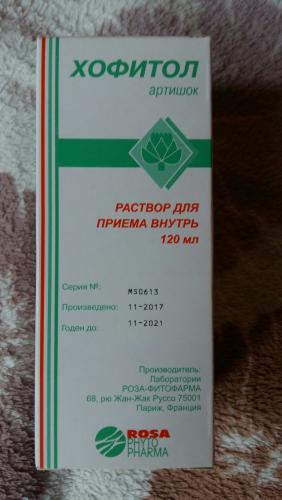 ХОФИТОЛ
артишок
РАСТВОР ДЛЯ
ПРИЕМА ВНУТРЬ
120 мл
Серия №: MS0613
Произведено: 11-2017
Годен до: 11-2021
Производитель:
Лаборатории
РОЗА-ФИТОФАРМА
68, рю Жан-Жак Руссо 75001
Париж, Франция
ROSA
PHYTO
PHARMA